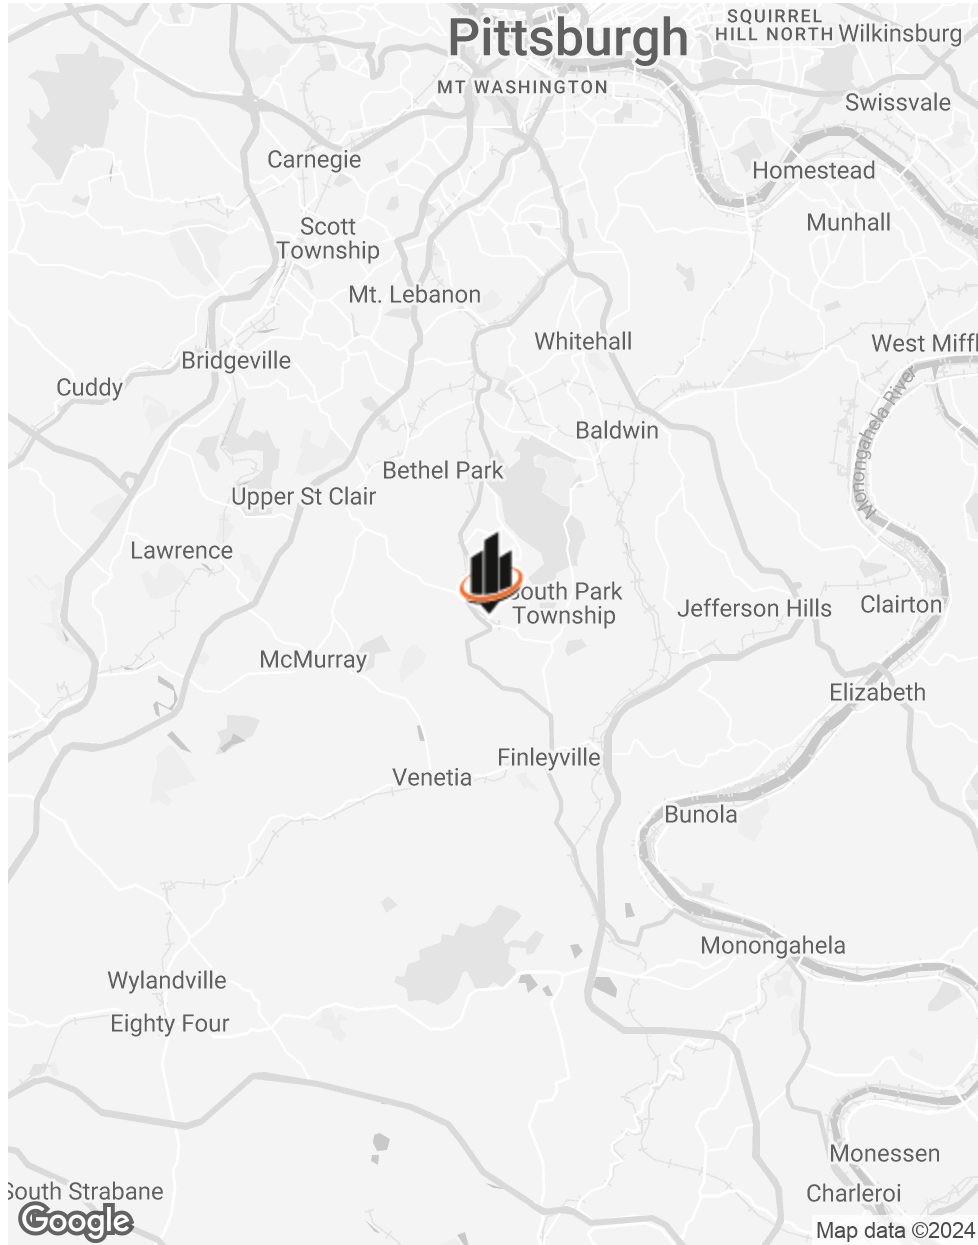 Pittsburgh
SQUIRREL
HILL NORTH
Wilkinsburg
MT WASHINGTON
Swissvale
Carnegie
Homestead
Scott
Township
Munhall
Mt. Lebanon
Whitehall
West Miffl
Bridgeville
Cuddy
Monongahela River
Baldwin
Bethel Park
Upper St Clair
Lawrence
South Park
Township
Jefferson Hills
Clairton
McMurray
Elizabeth
Finleyville
Venetia
Bunola
Monongahela
Wylandville
Eighty Four
Monessen
South Strabane
Charleroi
Google
Map data ©2024